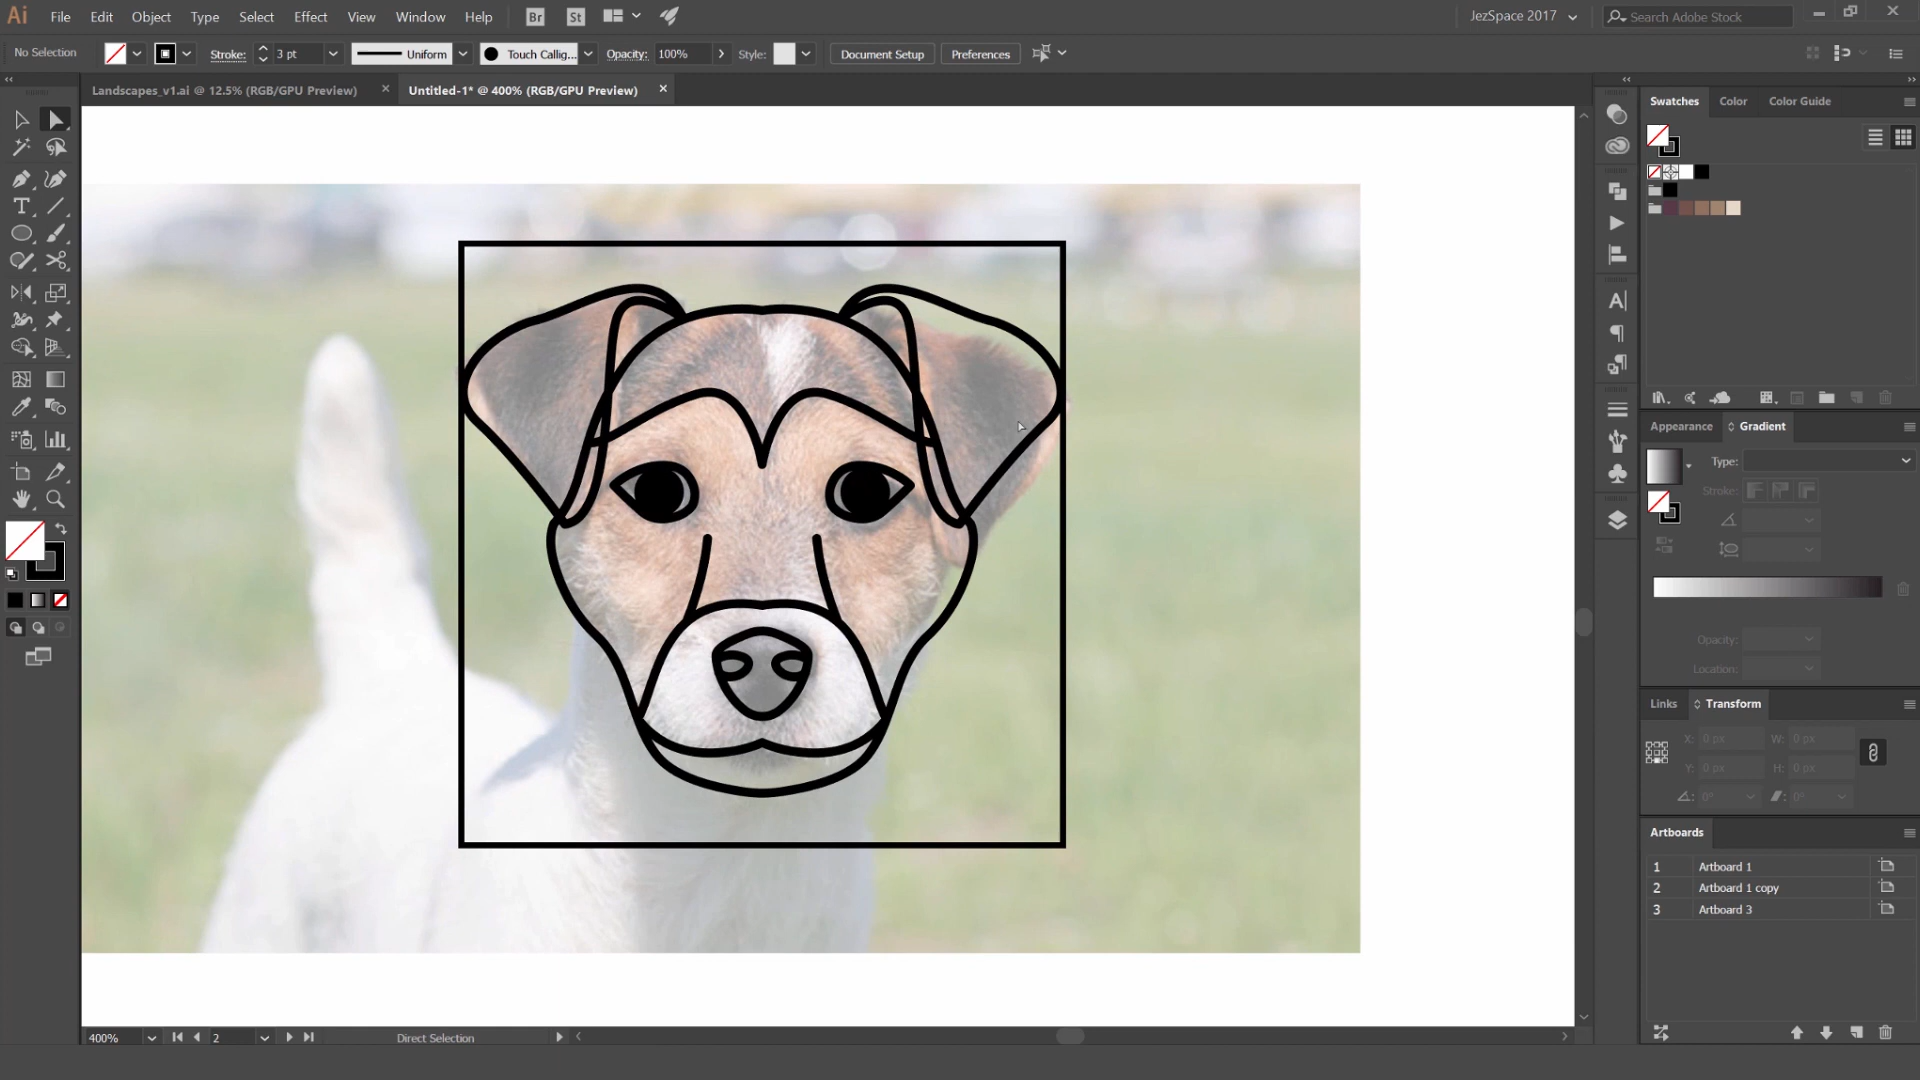 Ai File Edit Object Type Select Effect View Window Help Br St JezSpace 2017 Search Adobe Stock
No Selection Stroke: 3 pt Uniform Touch Callig... Opacity: 100% Style: Document Setup Preferences
Landscapes_v1.ai @ 12.5% (RGB/GPU Preview) Untitled-1* @ 400% (RGB/GPU Preview)
Swatches Color Color Guide
Appearance Gradient
Type:
Stroke:
Opacity:
Location:
Links Transform
X: 0 px W: 0 px
Y: 0 px H: 0 px
0° 0°
Artboards
1 Artboard 1
2 Artboard 1 copy
3 Artboard 3
400% 2 Direct Selection